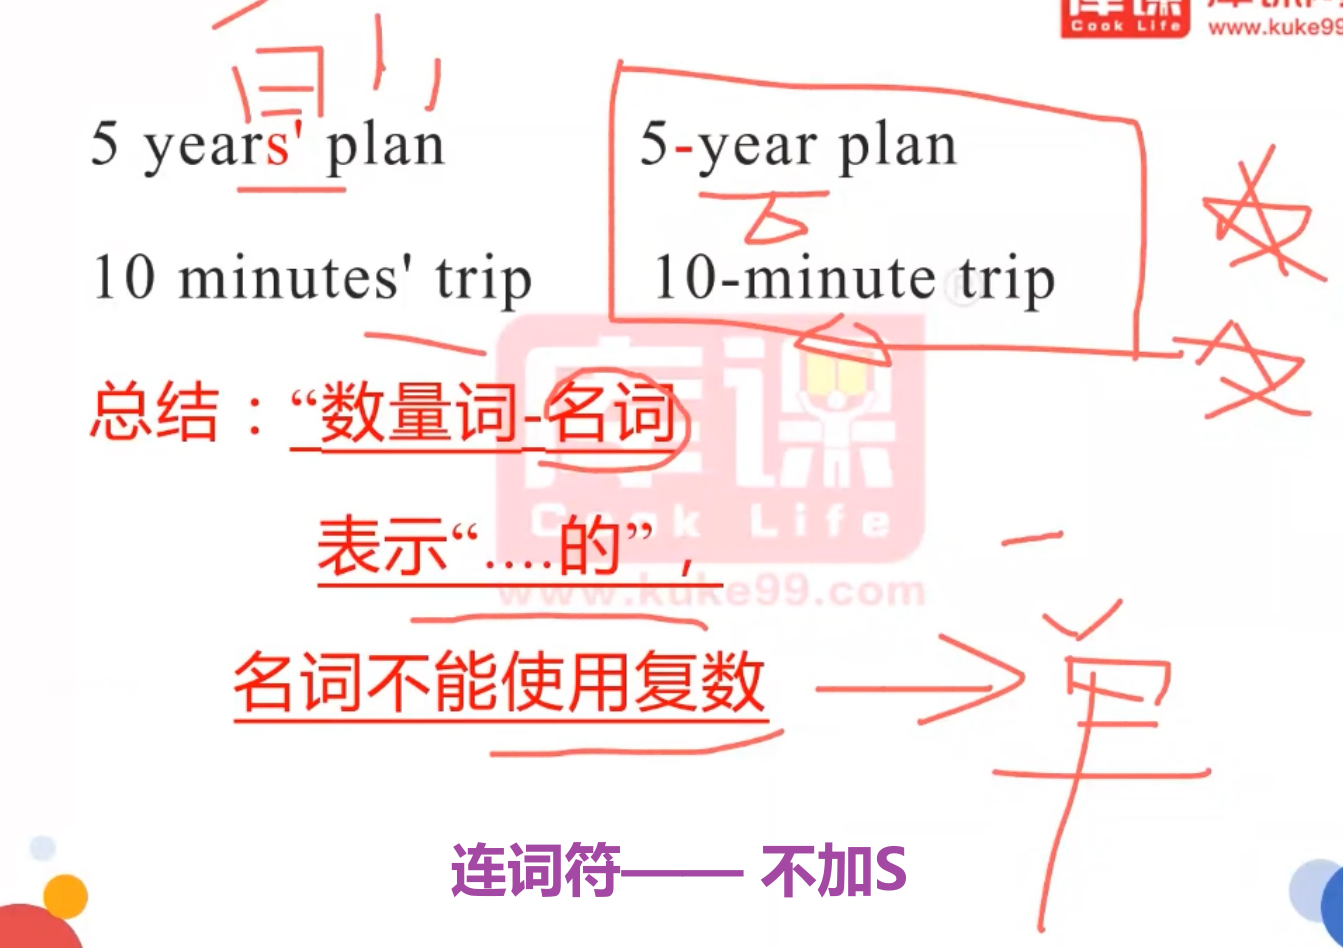 Cook Life
www.kuke99
5 years' plan
5-year plan
10 minutes' trip
10-minute trip
总结：“数量词-名词
表示“....的”，
库课
Cook Life
www.kuke99.com
名词不能使用复数
单
连词符—— 不加S